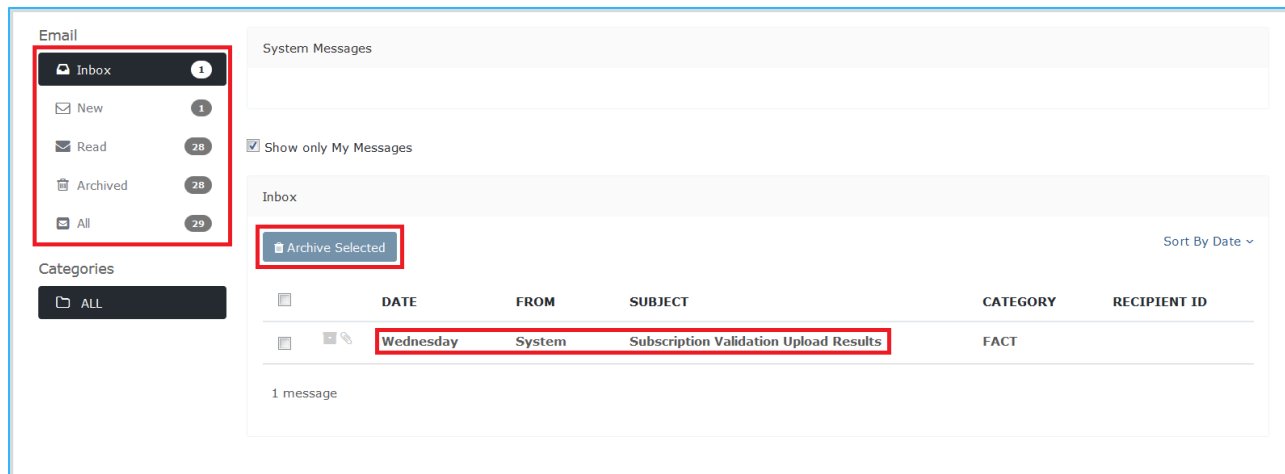 Email
Inbox 1
New 1
Read 28
Archived 28
All 29
Categories
ALL
System Messages
Show only My Messages
Inbox
Archive Selected
Sort By Date
DATE FROM SUBJECT CATEGORY RECIPIENT ID
Wednesday System Subscription Validation Upload Results FACT
1 message